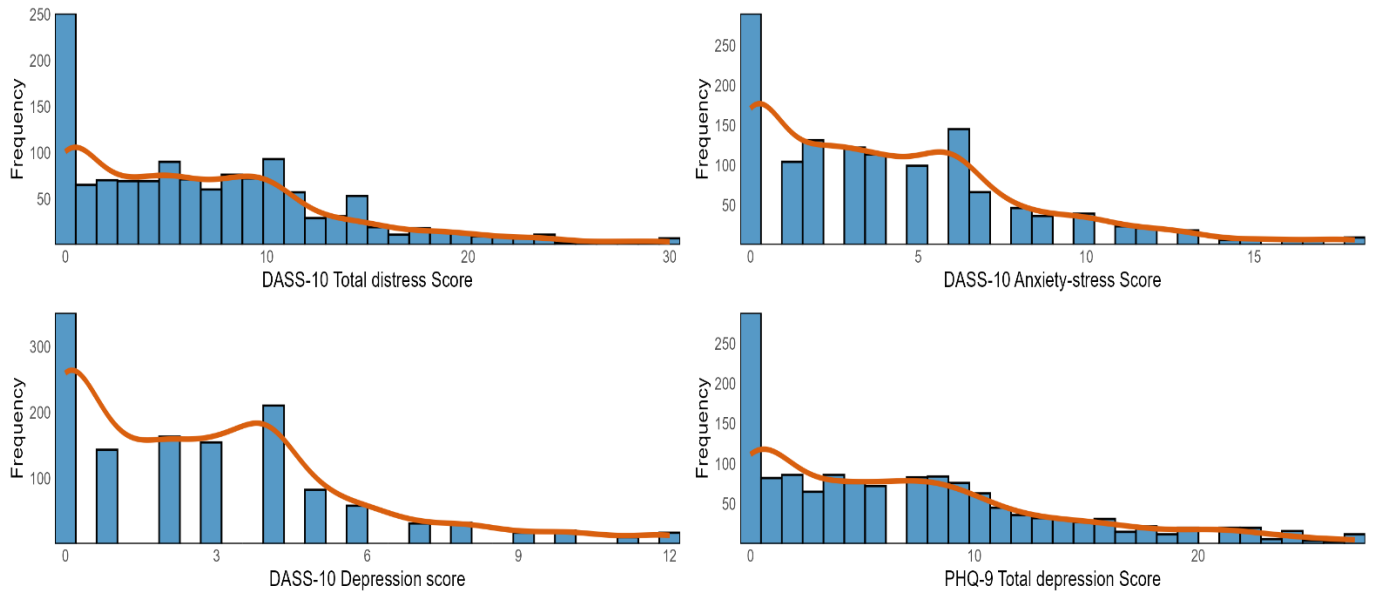 250
200
150
100
50
Frequency
0 10 20 30
DASS-10 Total distress Score
250
200
150
100
50
Frequency
0 5 10 15
DASS-10 Anxiety-stress Score
300
200
100
Frequency
0 3 6 9 12
DASS-10 Depression score
250
200
150
100
50
Frequency
0 10 20
PHQ-9 Total depression Score